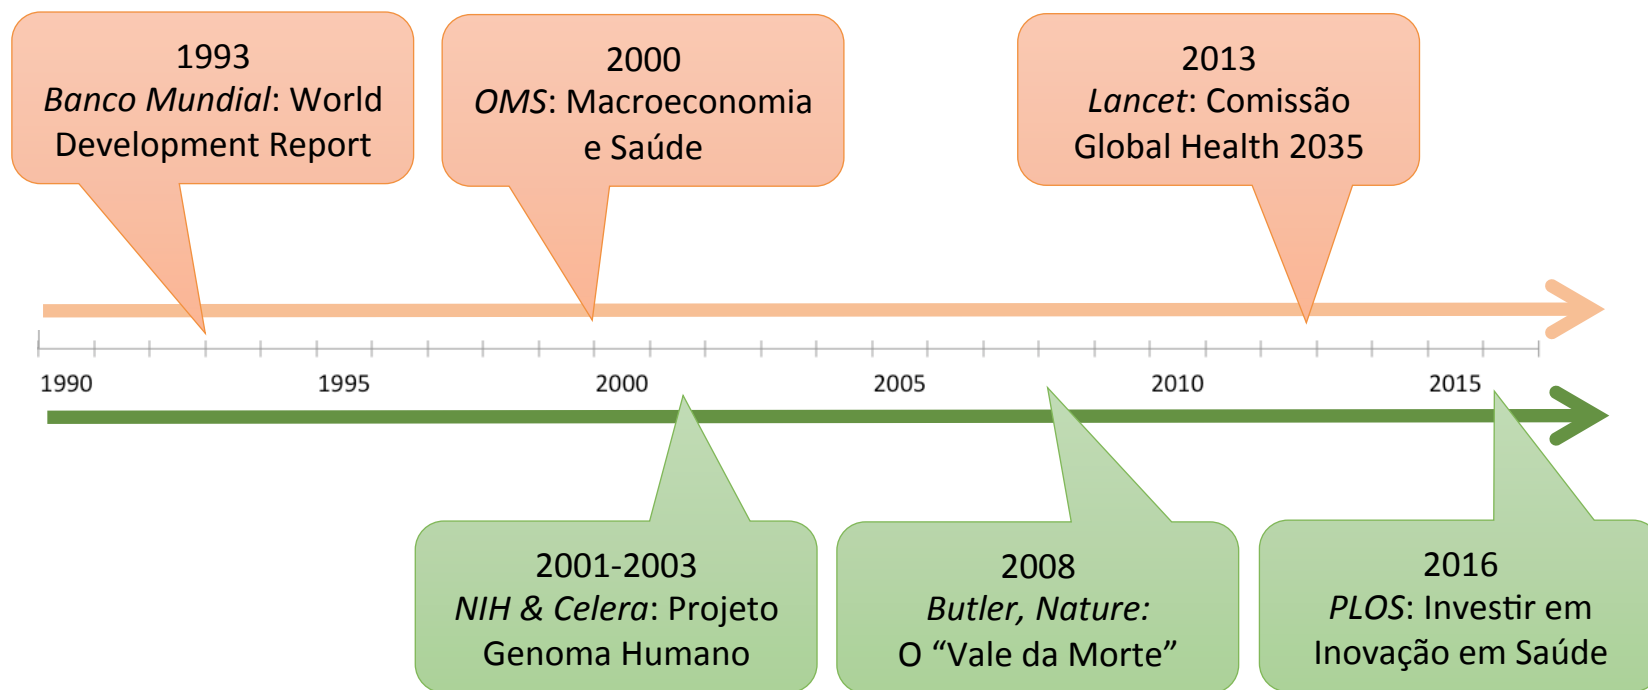 1993
Banco Mundial: World
Development Report
2000
OMS: Macroeconomia
e Saúde
2013
Lancet: Comissão
Global Health 2035
1990
1995
2000
2005
2010
2015
2001-2003
NIH & Celera: Projeto
Genoma Humano
2008
Butler, Nature:
O “Vale da Morte”
2016
PLOS: Investir em
Inovação em Saúde